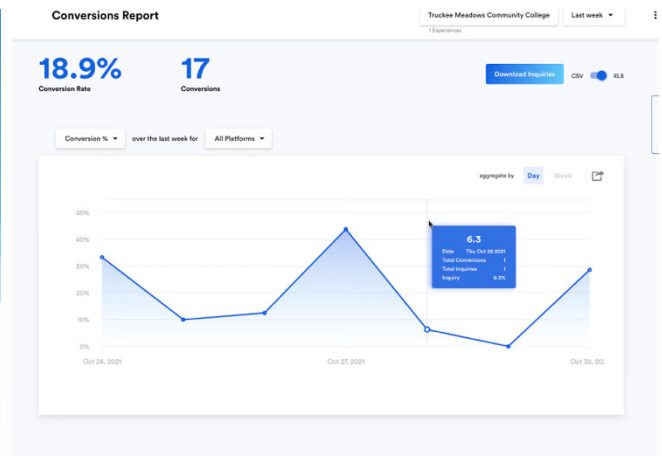 Conversions Report
Truckee Meadows Community College
Last week
1 Experiences
18.9%
Conversion Rate
17
Conversions
Download Inquiries
CSV
XLS
Conversion %
over the last week for
All Platforms
aggregate by
Day
Week
50%
40%
30%
20%
10%
0%
6.3
Date Thu Oct 28 2021
Total Conversions 1
Total Inquiries 1
Inquiry 6.3%
Oct 24, 2021
Oct 27, 2021
Oct 30, 202